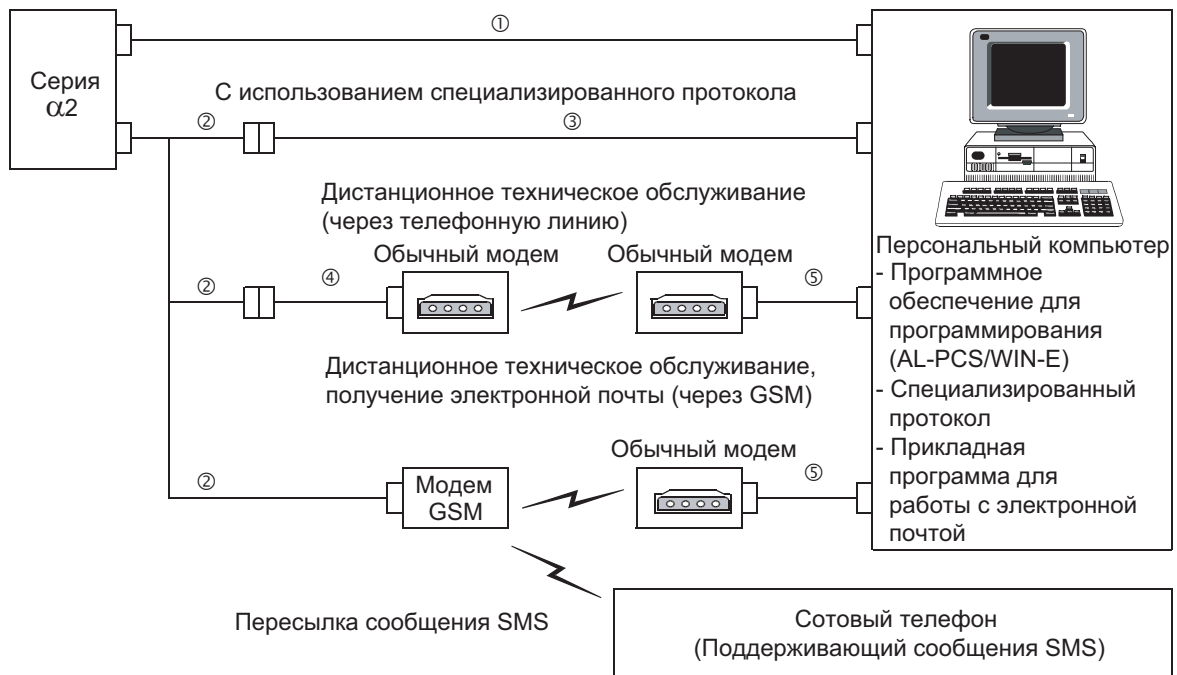 ①
Серия
α2
С использованием специализированного протокола
②
③
Дистанционное техническое обслуживание
(через телефонную линию)
Обычный модем
Обычный модем
②
④
⑤
Дистанционное техническое обслуживание,
получение электронной почты (через GSM)
Обычный модем
②
Модем
GSM
⑤
Пересылка сообщения SMS
Сотовый телефон
(Поддерживающий сообщения SMS)
Персональный компьютер
- Программное
обеспечение для
программирования
(AL-PCS/WIN-E)
- Специализированный
протокол
- Прикладная
программа для
работы с электронной
почтой